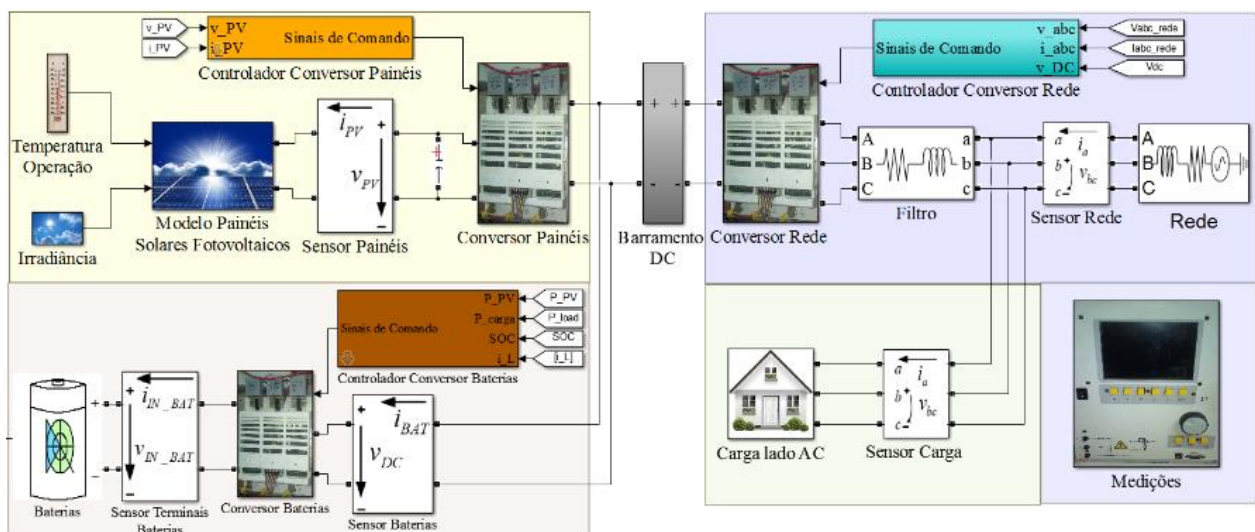 v_PV
i_PV
v_PV
i_PV
Sinais de Comando
Controlador Conversor Painéis
Temperatura
Operação
Irradiância
Modelo Painéis
Solares Fotovoltaicos
i_PV
+
v_PV
−
Sensor Painéis
Conversor Painéis
+ +
- -
Barramento
DC
Sinais de Comando
v_abc
i_abc
v_DC
Vabc_rede
Iabc_rede
Vdc
Controlador Conversor Rede
Conversor Rede
A a
B b
C c
Filtro
a i_a
b +
v_bc
c −
Sensor Rede
A
B
C
Rede
Sinais de Comando
P_PV
P_carga
SOC
i_L
P_PV
P_load
SOC
[i_L]
Controlador Conversor Baterias
+
−
Baterias
i_IN_BAT
+
v_IN_BAT
−
Sensor Terminais
Baterias
Conversor Baterias
+
i_BAT
v_DC
−
Sensor Baterias
Carga lado AC
a i_a
b +
v_bc
c −
Sensor Carga
Medições